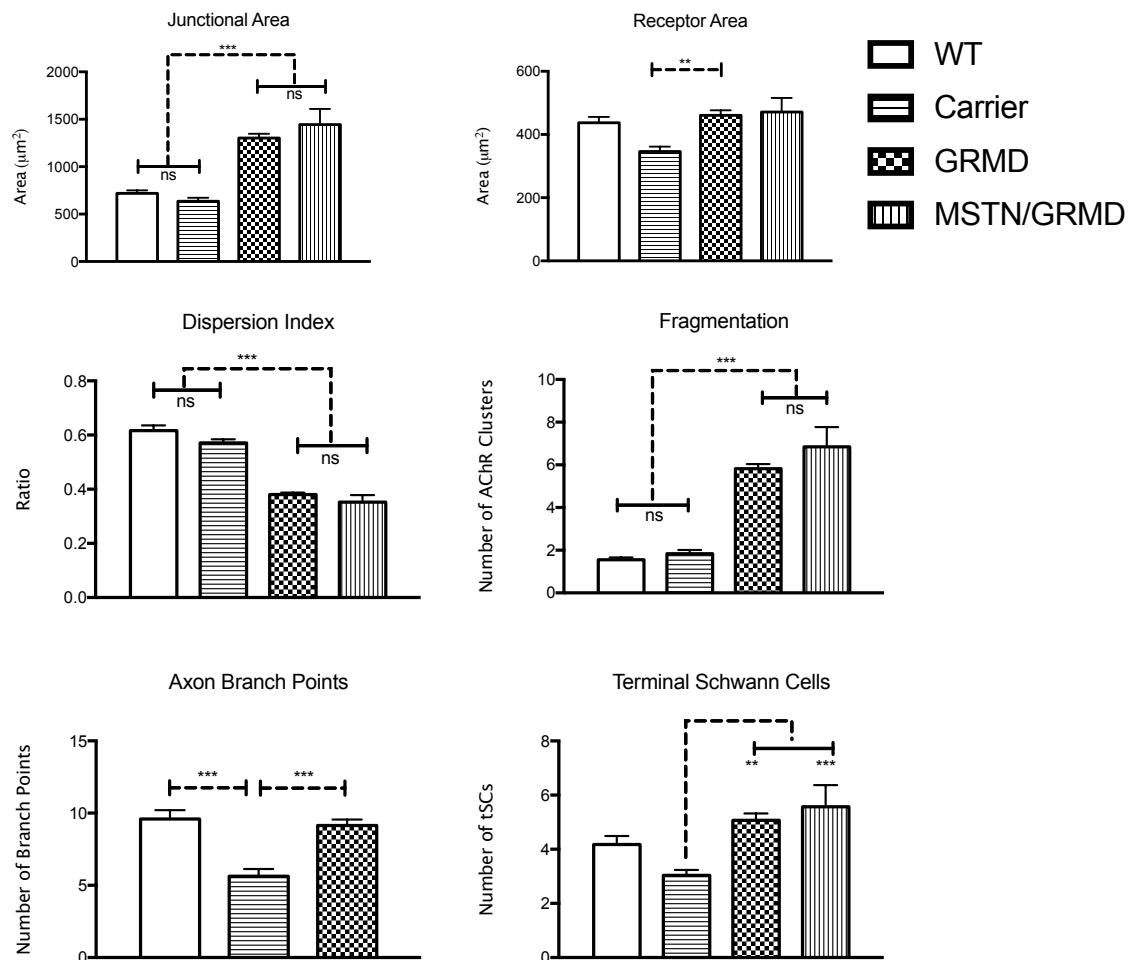 Junctional Area
***
ns
ns
2000
1500
1000
500
0
Area (μm²)
Receptor Area
**
600
400
200
0
Area (μm²)
WT
Carrier
GRMD
MSTN/GRMD
Dispersion Index
***
ns
ns
0.8
0.6
0.4
0.2
0.0
Ratio
Fragmentation
***
ns
ns
10
8
6
4
2
0
Number of AChR Clusters
Axon Branch Points
*** ***
15
10
5
0
Number of Branch Points
Terminal Schwann Cells
** ***
8
6
4
2
0
Number of tSCs